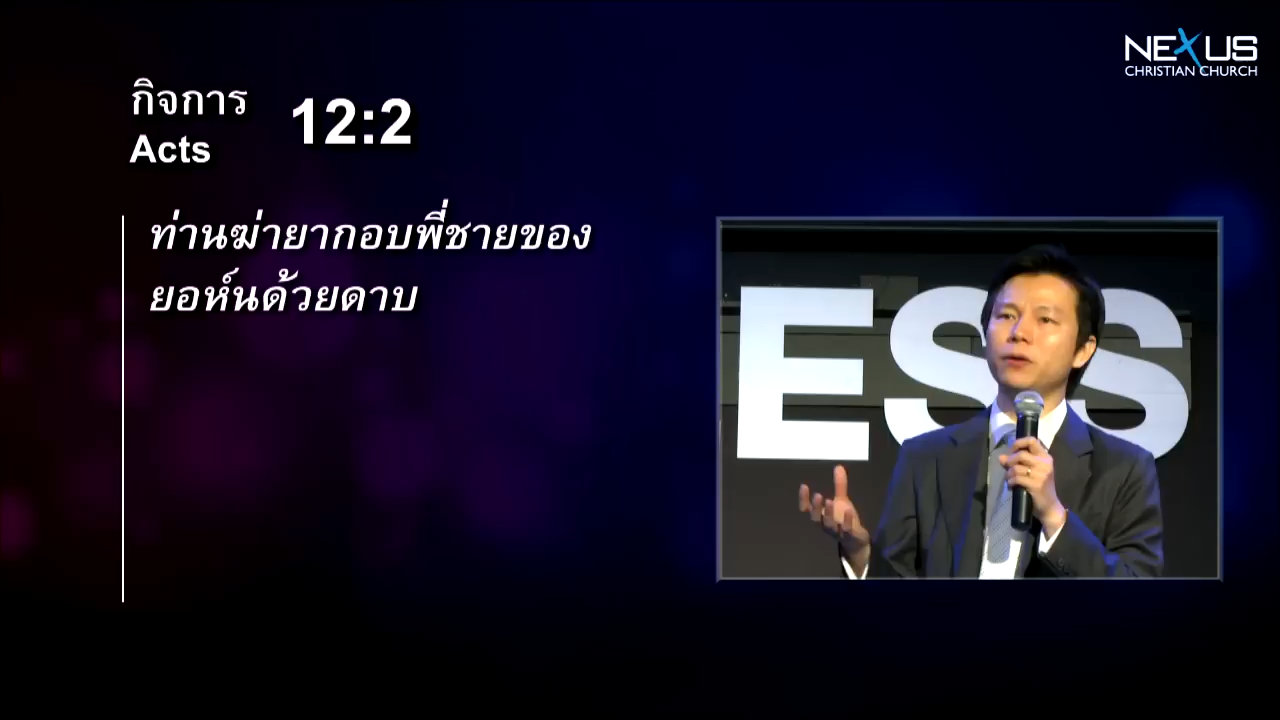 NEXUS
CHRISTIAN CHURCH
กิจการ
Acts
12:2
ท่านฆ่ายากอบพี่ชายของ
ยอห์นด้วยดาบ
ESS